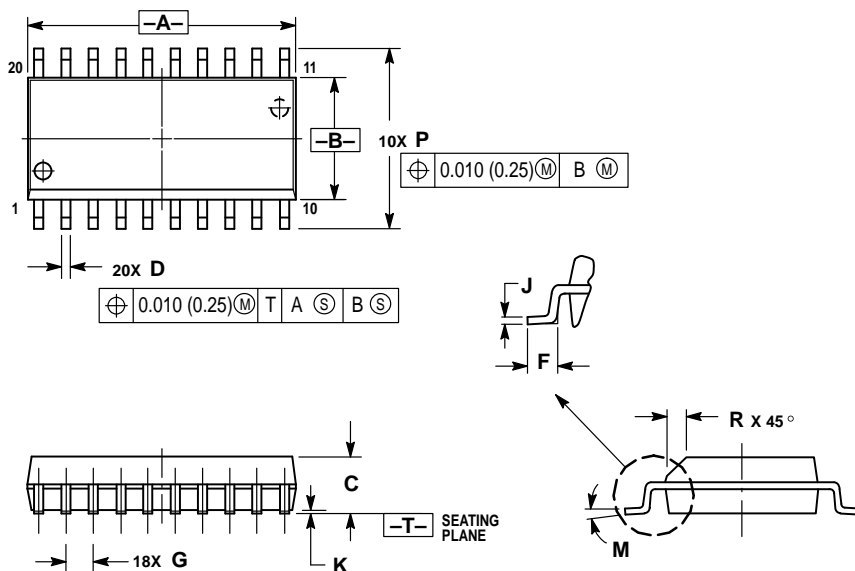 –A–
20 11
–B–
10X P
⌖ 0.010 (0.25) Ⓜ B Ⓜ
1 10
20X D
⌖ 0.010 (0.25) Ⓜ T A Ⓢ B Ⓢ
J
F
R X 45°
C
–T– SEATING
PLANE
18X G
K
M